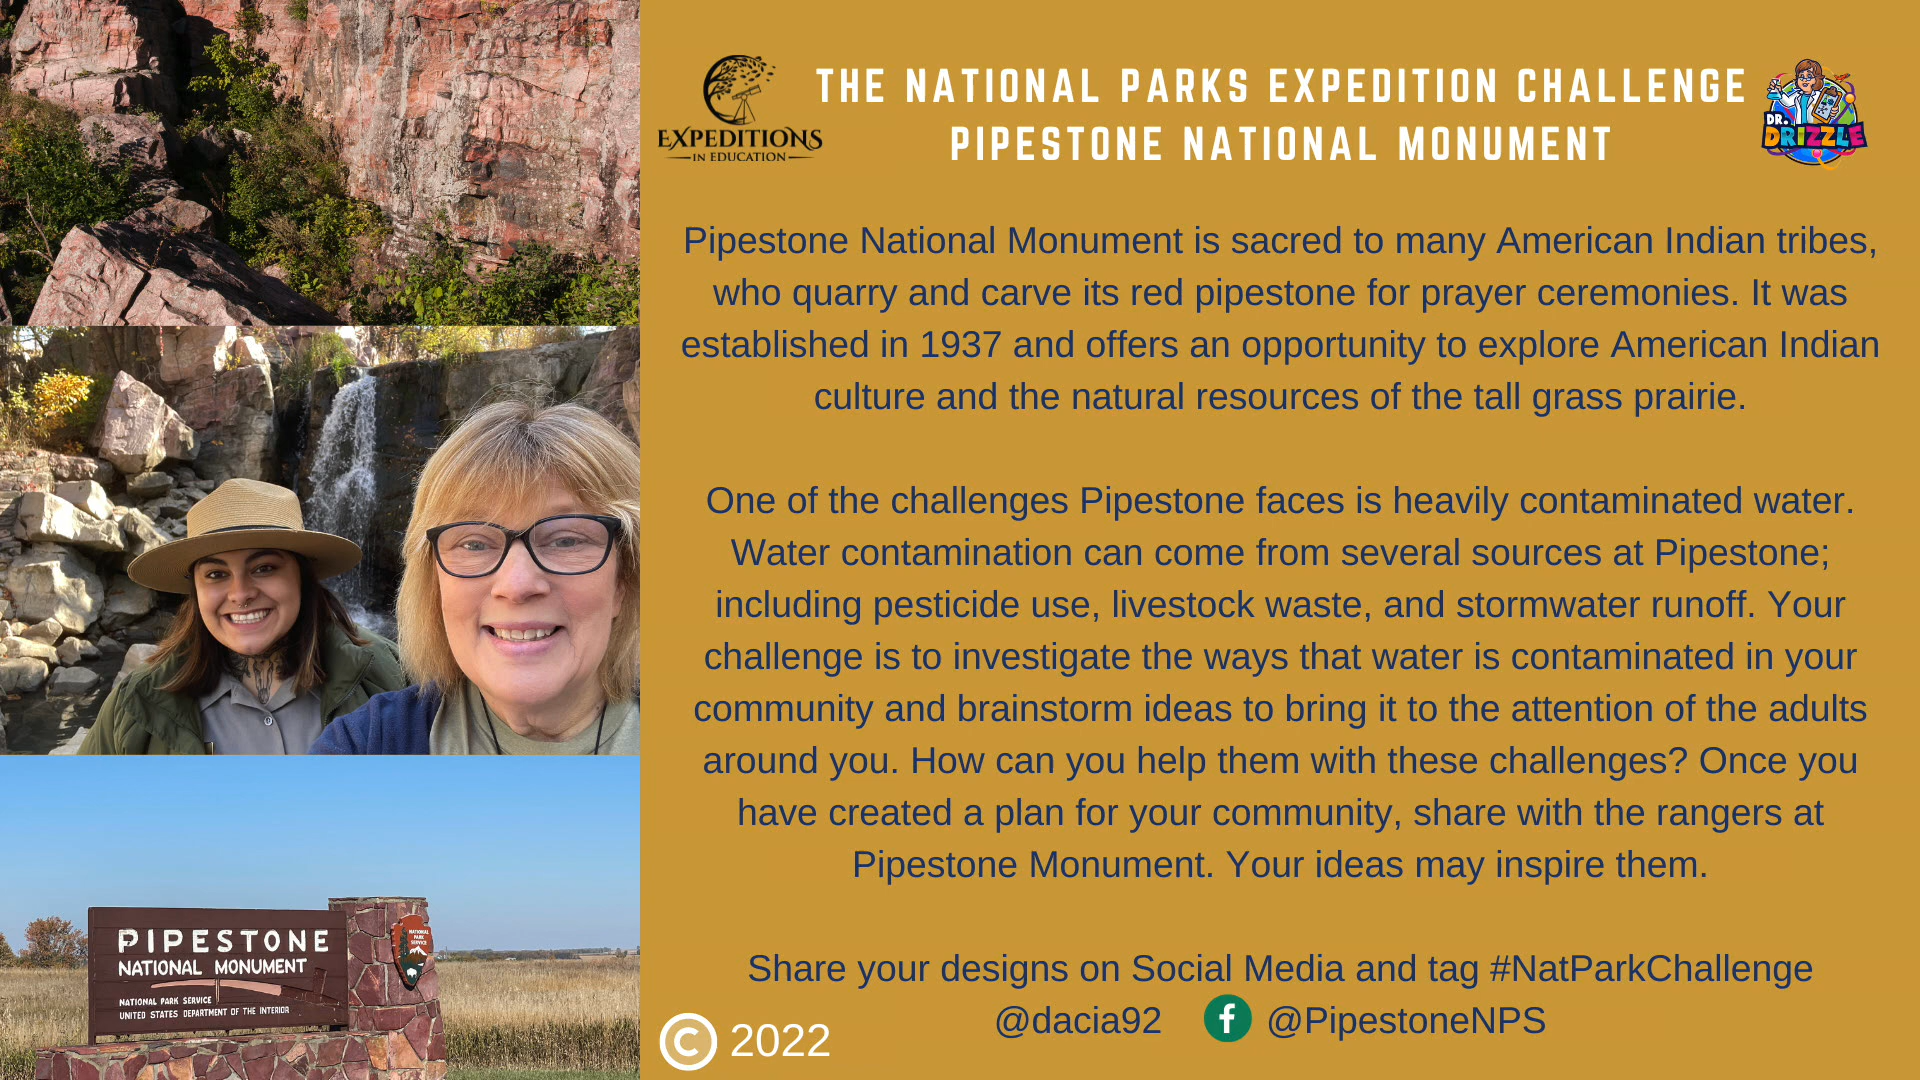 EXPEDITIONS
IN EDUCATION
THE NATIONAL PARKS EXPEDITION CHALLENGE
PIPESTONE NATIONAL MONUMENT
DR.
DRIZZLE
Pipestone National Monument is sacred to many American Indian tribes,
who quarry and carve its red pipestone for prayer ceremonies. It was
established in 1937 and offers an opportunity to explore American Indian
culture and the natural resources of the tall grass prairie.
One of the challenges Pipestone faces is heavily contaminated water.
Water contamination can come from several sources at Pipestone;
including pesticide use, livestock waste, and stormwater runoff. Your
challenge is to investigate the ways that water is contaminated in your
community and brainstorm ideas to bring it to the attention of the adults
around you. How can you help them with these challenges? Once you
have created a plan for your community, share with the rangers at
Pipestone Monument. Your ideas may inspire them.
Share your designs on Social Media and tag #NatParkChallenge
@dacia92 f @PipestoneNPS
© 2022
PIPESTONE
NATIONAL MONUMENT
NATIONAL PARK SERVICE
UNITED STATES DEPARTMENT OF THE INTERIOR
NATIONAL
PARK
SERVICE